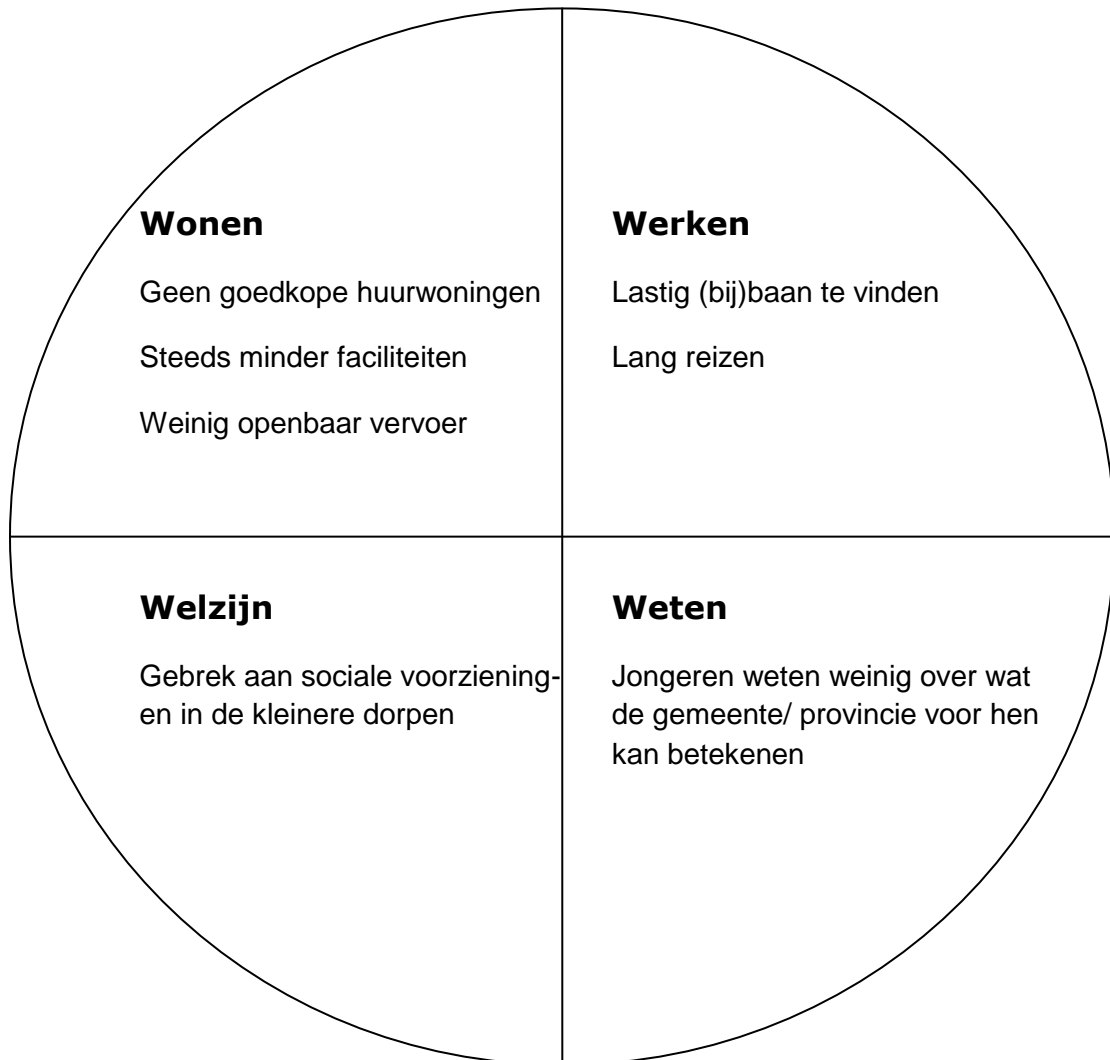 Wonen
Geen goedkope huurwoningen
Steeds minder faciliteiten
Weinig openbaar vervoer
Werken
Lastig (bij)baan te vinden
Lang reizen
Welzijn
Gebrek aan sociale voorziening-
en in de kleinere dorpen
Weten
Jongeren weten weinig over wat
de gemeente/ provincie voor hen
kan betekenen